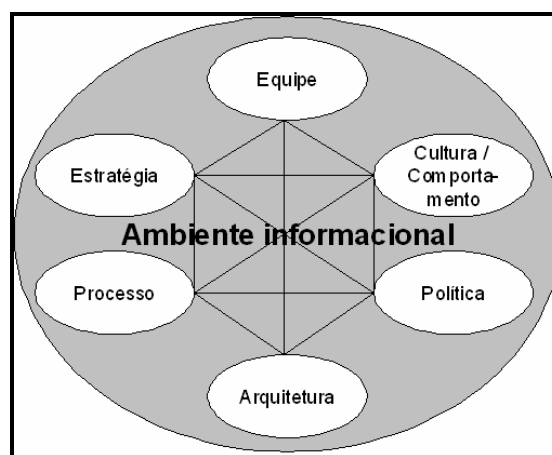 Equipe
Estratégia
Cultura /
Comporta-
mento
Ambiente informacional
Processo
Política
Arquitetura